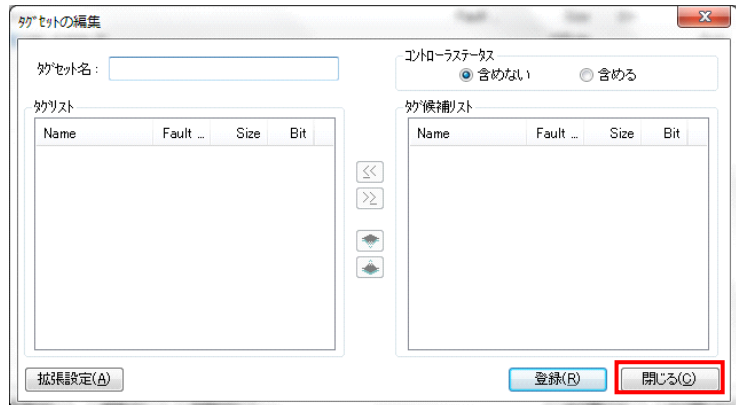 ﾀｸﾞｾｯﾄの編集
ﾀｸﾞｾｯﾄ名：
ｺﾝﾄﾛｰﾗｽﾃｰﾀｽ
含めない
含める
ﾀｸﾞﾘｽﾄ
Name Fault ... Size Bit
ﾀｸﾞ候補ﾘｽﾄ
Name Fault ... Size Bit
<<
>>
拡張設定(A)
登録(R)
閉じる(C)